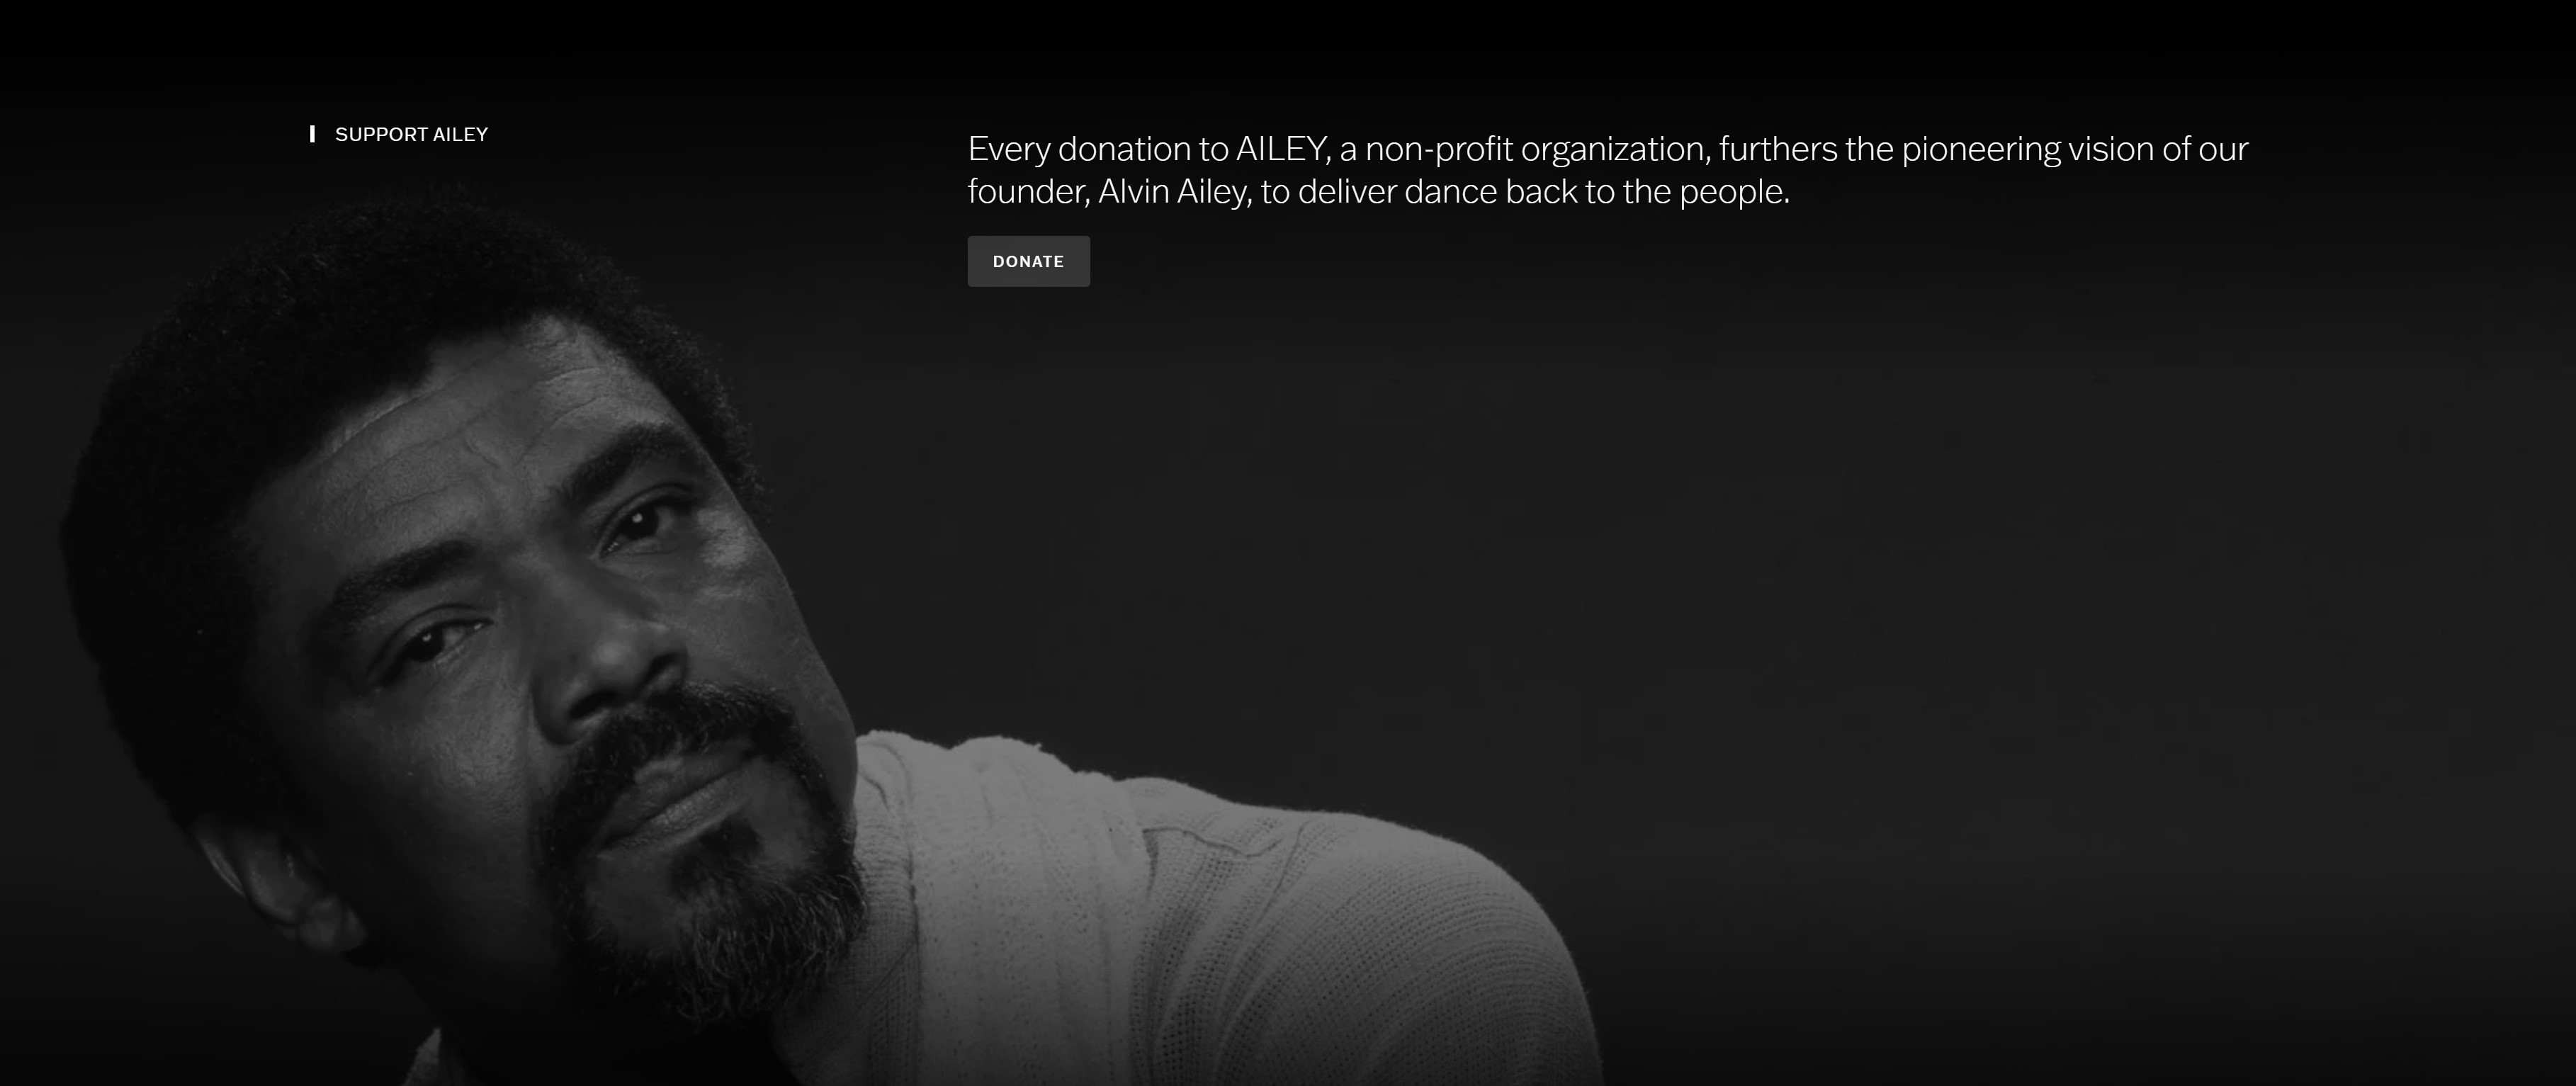 SUPPORT AILEY
Every donation to AILEY, a non-profit organization, furthers the pioneering vision of our
founder, Alvin Ailey, to deliver dance back to the people.
DONATE